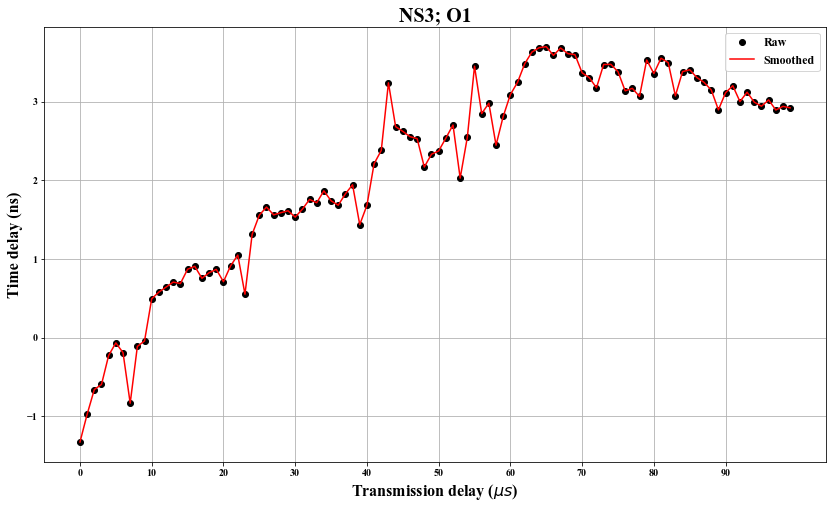 NS3; O1
Raw
Smoothed
Time delay (ns)
3
2
1
0
−1
0 10 20 30 40 50 60 70 80 90
Transmission delay (μs)